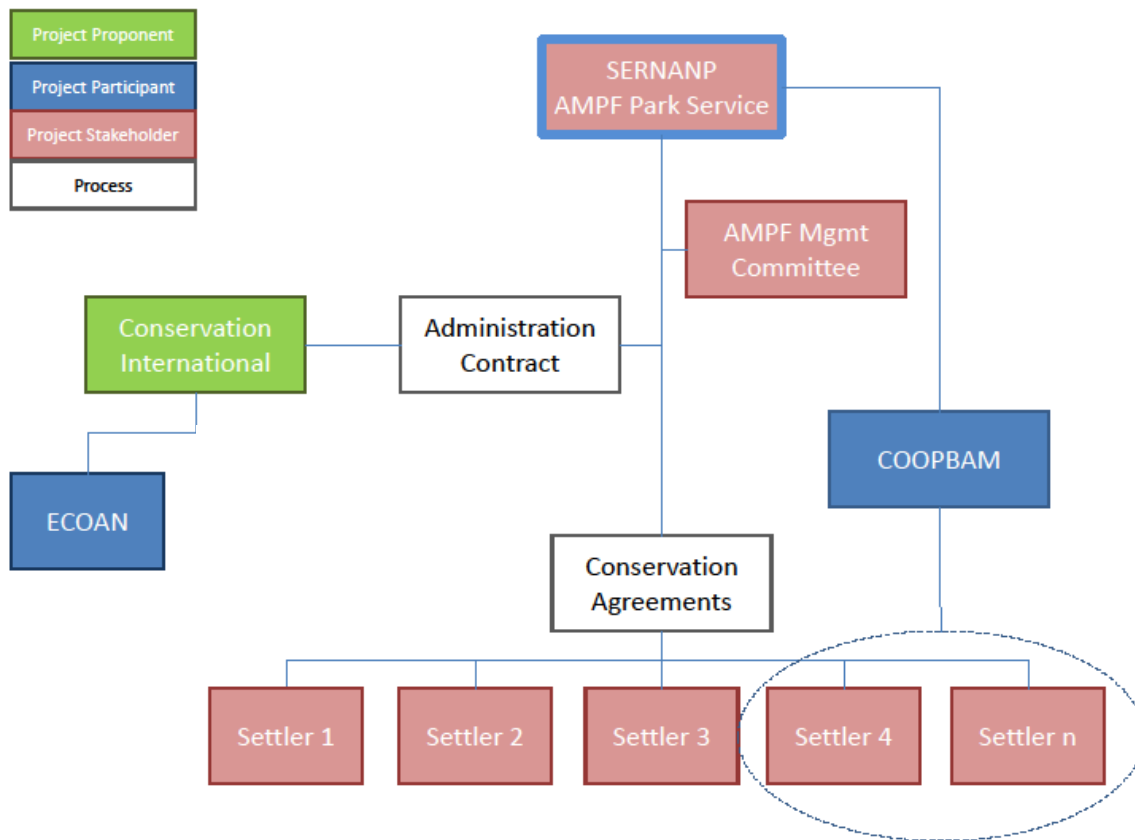 Project Proponent
Project Participant
Project Stakeholder
Process
SERNANP
AMPF Park Service
AMPF Mgmt
Committee
Conservation
International
Administration
Contract
COOPBAM
ECOAN
Conservation
Agreements
Settler 1
Settler 2
Settler 3
Settler 4
Settler n